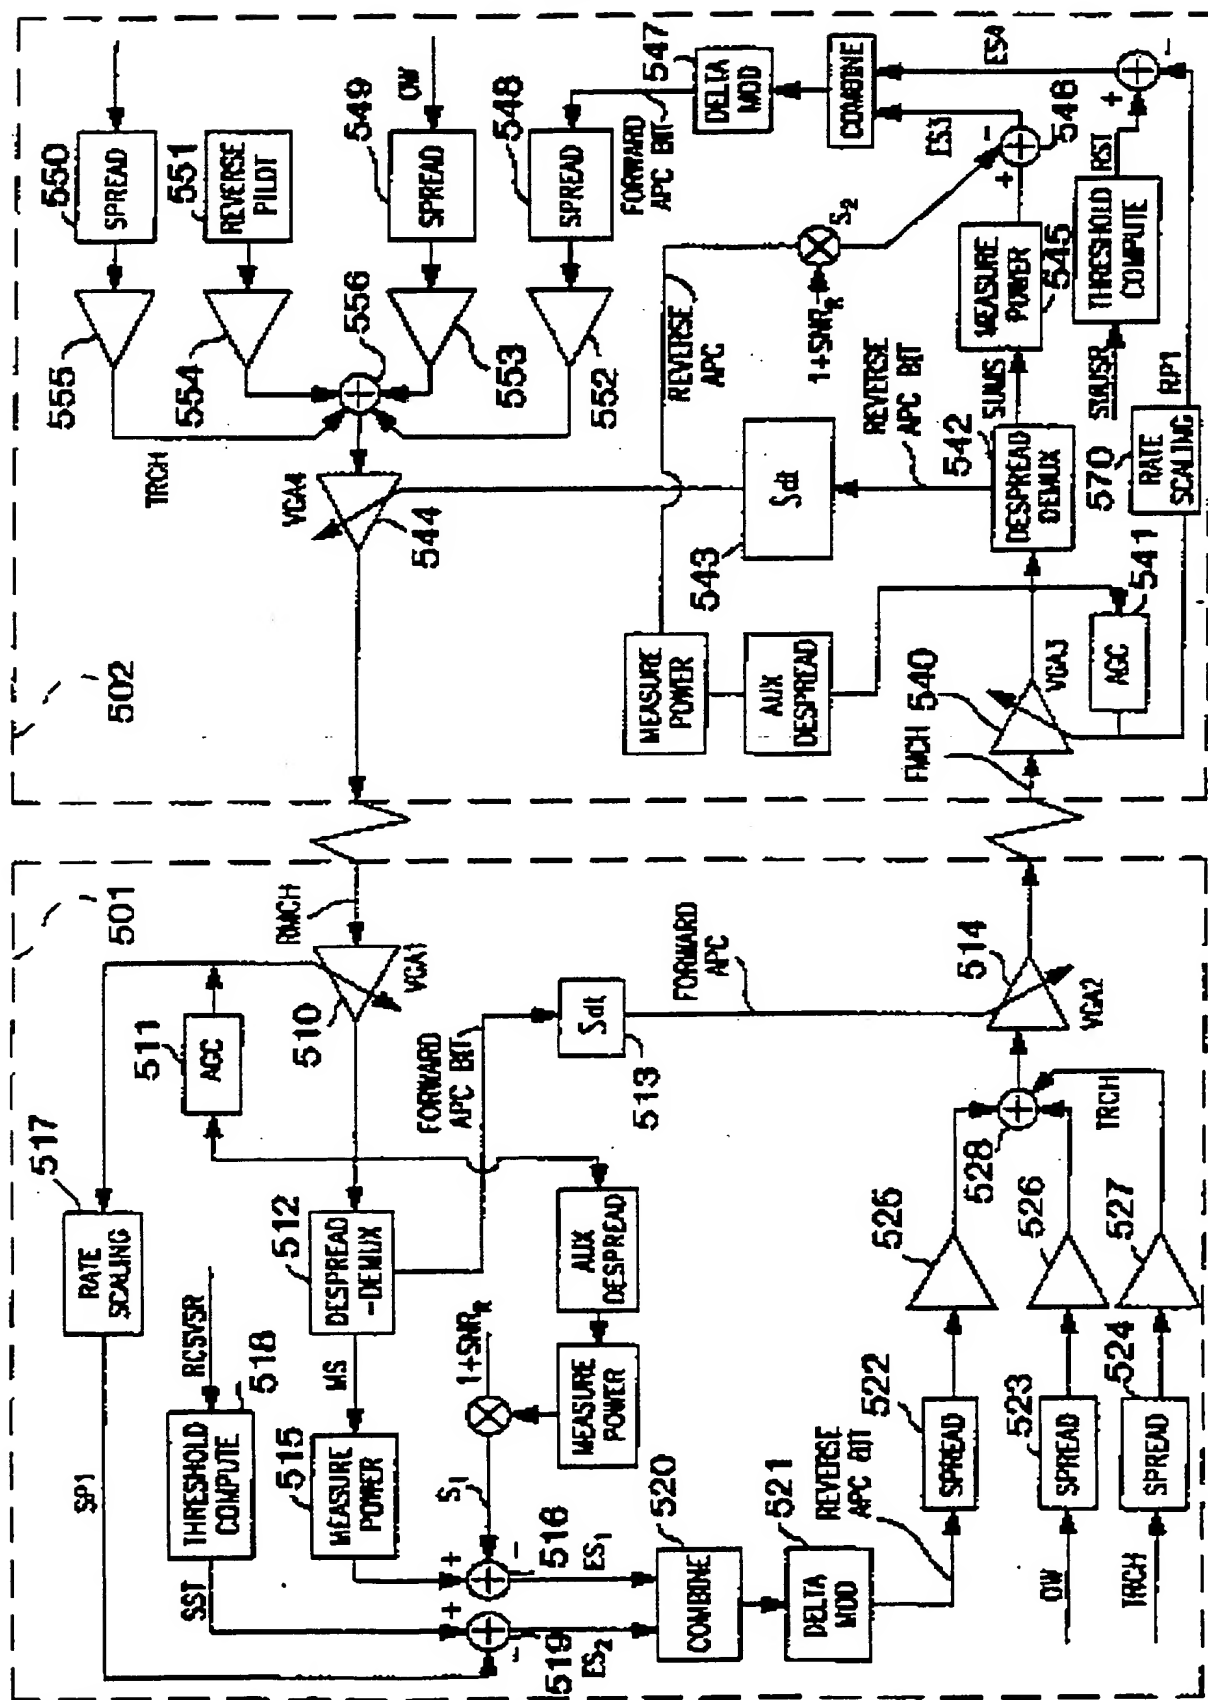 501
517
RATE
SCALING
511
AGC
RMCH
510
VGA1
SP1
RCSVSR
518
THRESHOLD
COMPUTE
SST
512
DESPREAD
-DEMUX
MS
515
MEASURE
POWER
FORWARD
APC BIT
Sdt
513
FORWARD
APC
AUX
DESPREAD
MEASURE
POWER
1+SNR
R
S1
+
-
516
ES1
+
-
519
ES2
520
COMBINE
521
DELTA
MOD
REVERSE
APC BIT
522
SPREAD
OW
523
SPREAD
TRCH
524
SPREAD
525
526
527
528
TRCH
514
VGA2
502
550
SPREAD
551
REVERSE
PILOT
549
OW
SPREAD
548
SPREAD
FORWARD
APC BIT
547
DELTA
MOD
COMBINE
555
554
556
553
552
TRCH
VGA4
544
REVERSE
APC
1+SNR
R
S2
ES3
ES4
+
-
546
+
-
MEASURE
POWER
545
THRESHOLD
COMPUTE
RST
SUMS
REVERSE
APC BIT
Sdt
543
542
DESPREAD
DEMUX
570
RATE
SCALING
RP1
MEASURE
POWER
AUX
DESPREAD
541
AGC
540
VGA3
FMCH